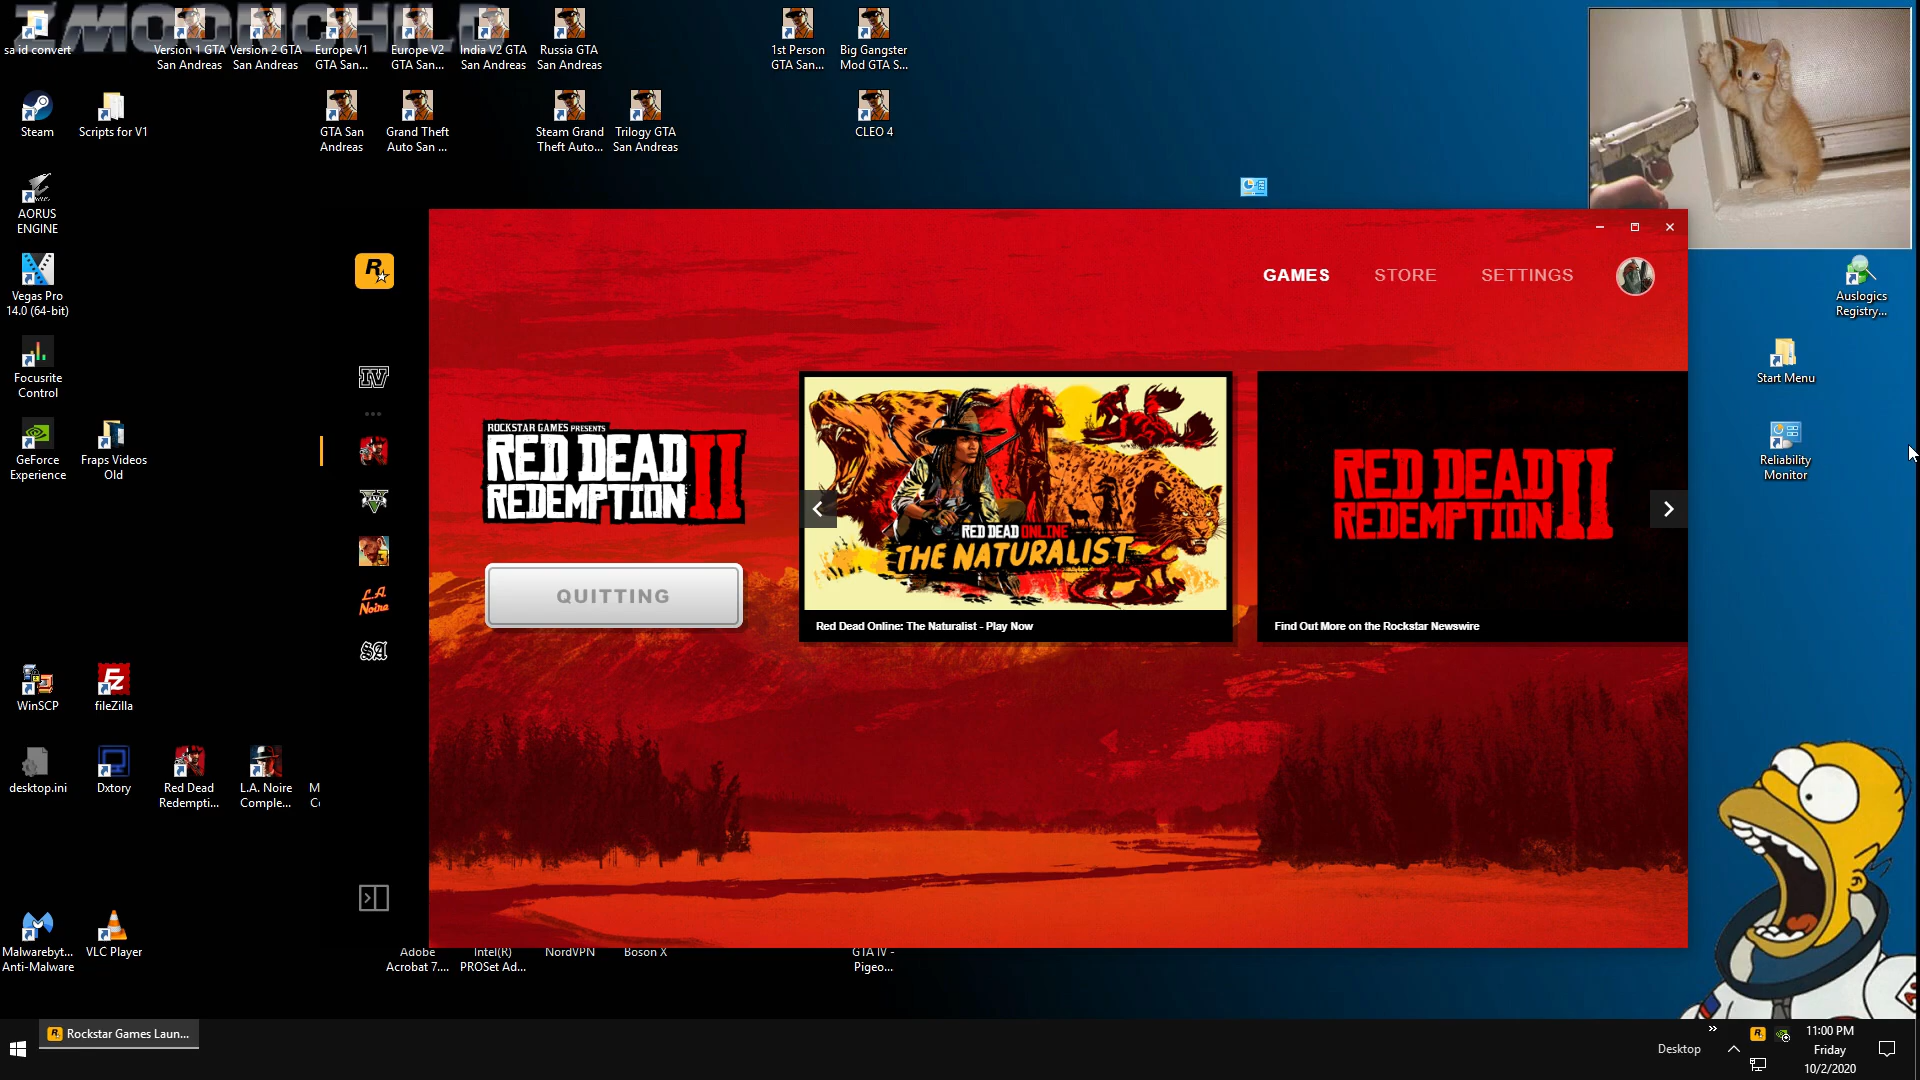 ZMOONCHILD
sa id convert
Version 1 GTA
San Andreas
Version 2 GTA
San Andreas
Europe V1
GTA San...
Europe V2
GTA San...
India V2 GTA
San Andreas
Russia GTA
San Andreas
1st Person
GTA San...
Big Gangster
Mod GTA S...
Steam
Scripts for V1
GTA San
Andreas
Grand Theft
Auto San ...
Steam Grand
Theft Auto...
Trilogy GTA
San Andreas
CLEO 4
AORUS
ENGINE
Vegas Pro
14.0 (64-bit)
Focusrite
Control
GeForce
Experience
Fraps Videos
Old
WinSCP
fileZilla
desktop.ini
Dxtory
Red Dead
Redempti...
L.A. Noire
Comple...
M
Malwarebyt...
Anti-Malware
VLC Player
R
IV
V
FIVE
L.A.
Noire
SA
GAMES
STORE
SETTINGS
ROCKSTAR GAMES PRESENTS
RED DEAD
REDEMPTION II
QUITTING
RED DEAD ONLINE
THE NATURALIST
Red Dead Online: The Naturalist - Play Now
RED DEAD
REDEMPTION II
Find Out More on the Rockstar Newswire
Auslogics
Registry...
Start Menu
Reliability
Monitor
Adobe
Acrobat 7....
Intel(R)
PROSet Ad...
NordVPN
Boson X
GTA IV -
Pigeo...
Rockstar Games Laun...
Desktop
11:00 PM
Friday
10/2/2020